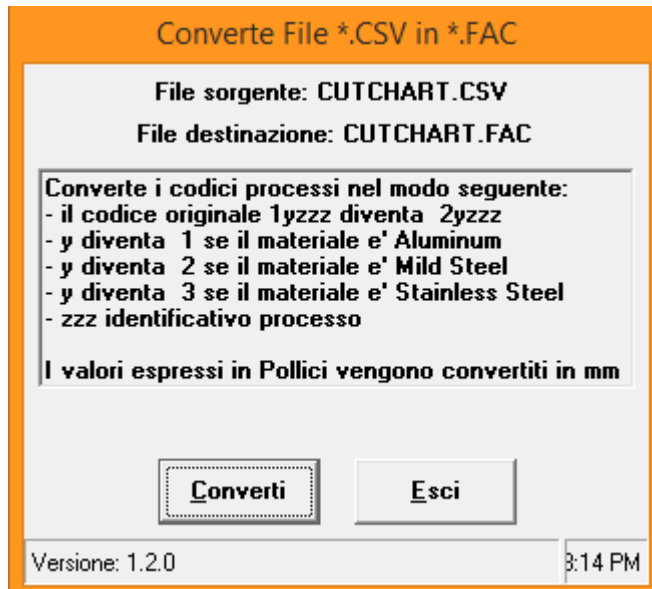 Converte File *.CSV in *.FAC
File sorgente: CUTCHART.CSV
File destinazione: CUTCHART.FAC
Converte i codici processi nel modo seguente:
- il codice originale 1yzzz diventa  2yzzz
- y diventa  1 se il materiale e' Aluminum
- y diventa  2 se il materiale e' Mild Steel
- y diventa  3 se il materiale e' Stainless Steel
- zzz identificativo processo
I valori espressi in Pollici vengono convertiti in mm
Converti
Esci
Versione: 1.2.0
:14 PM